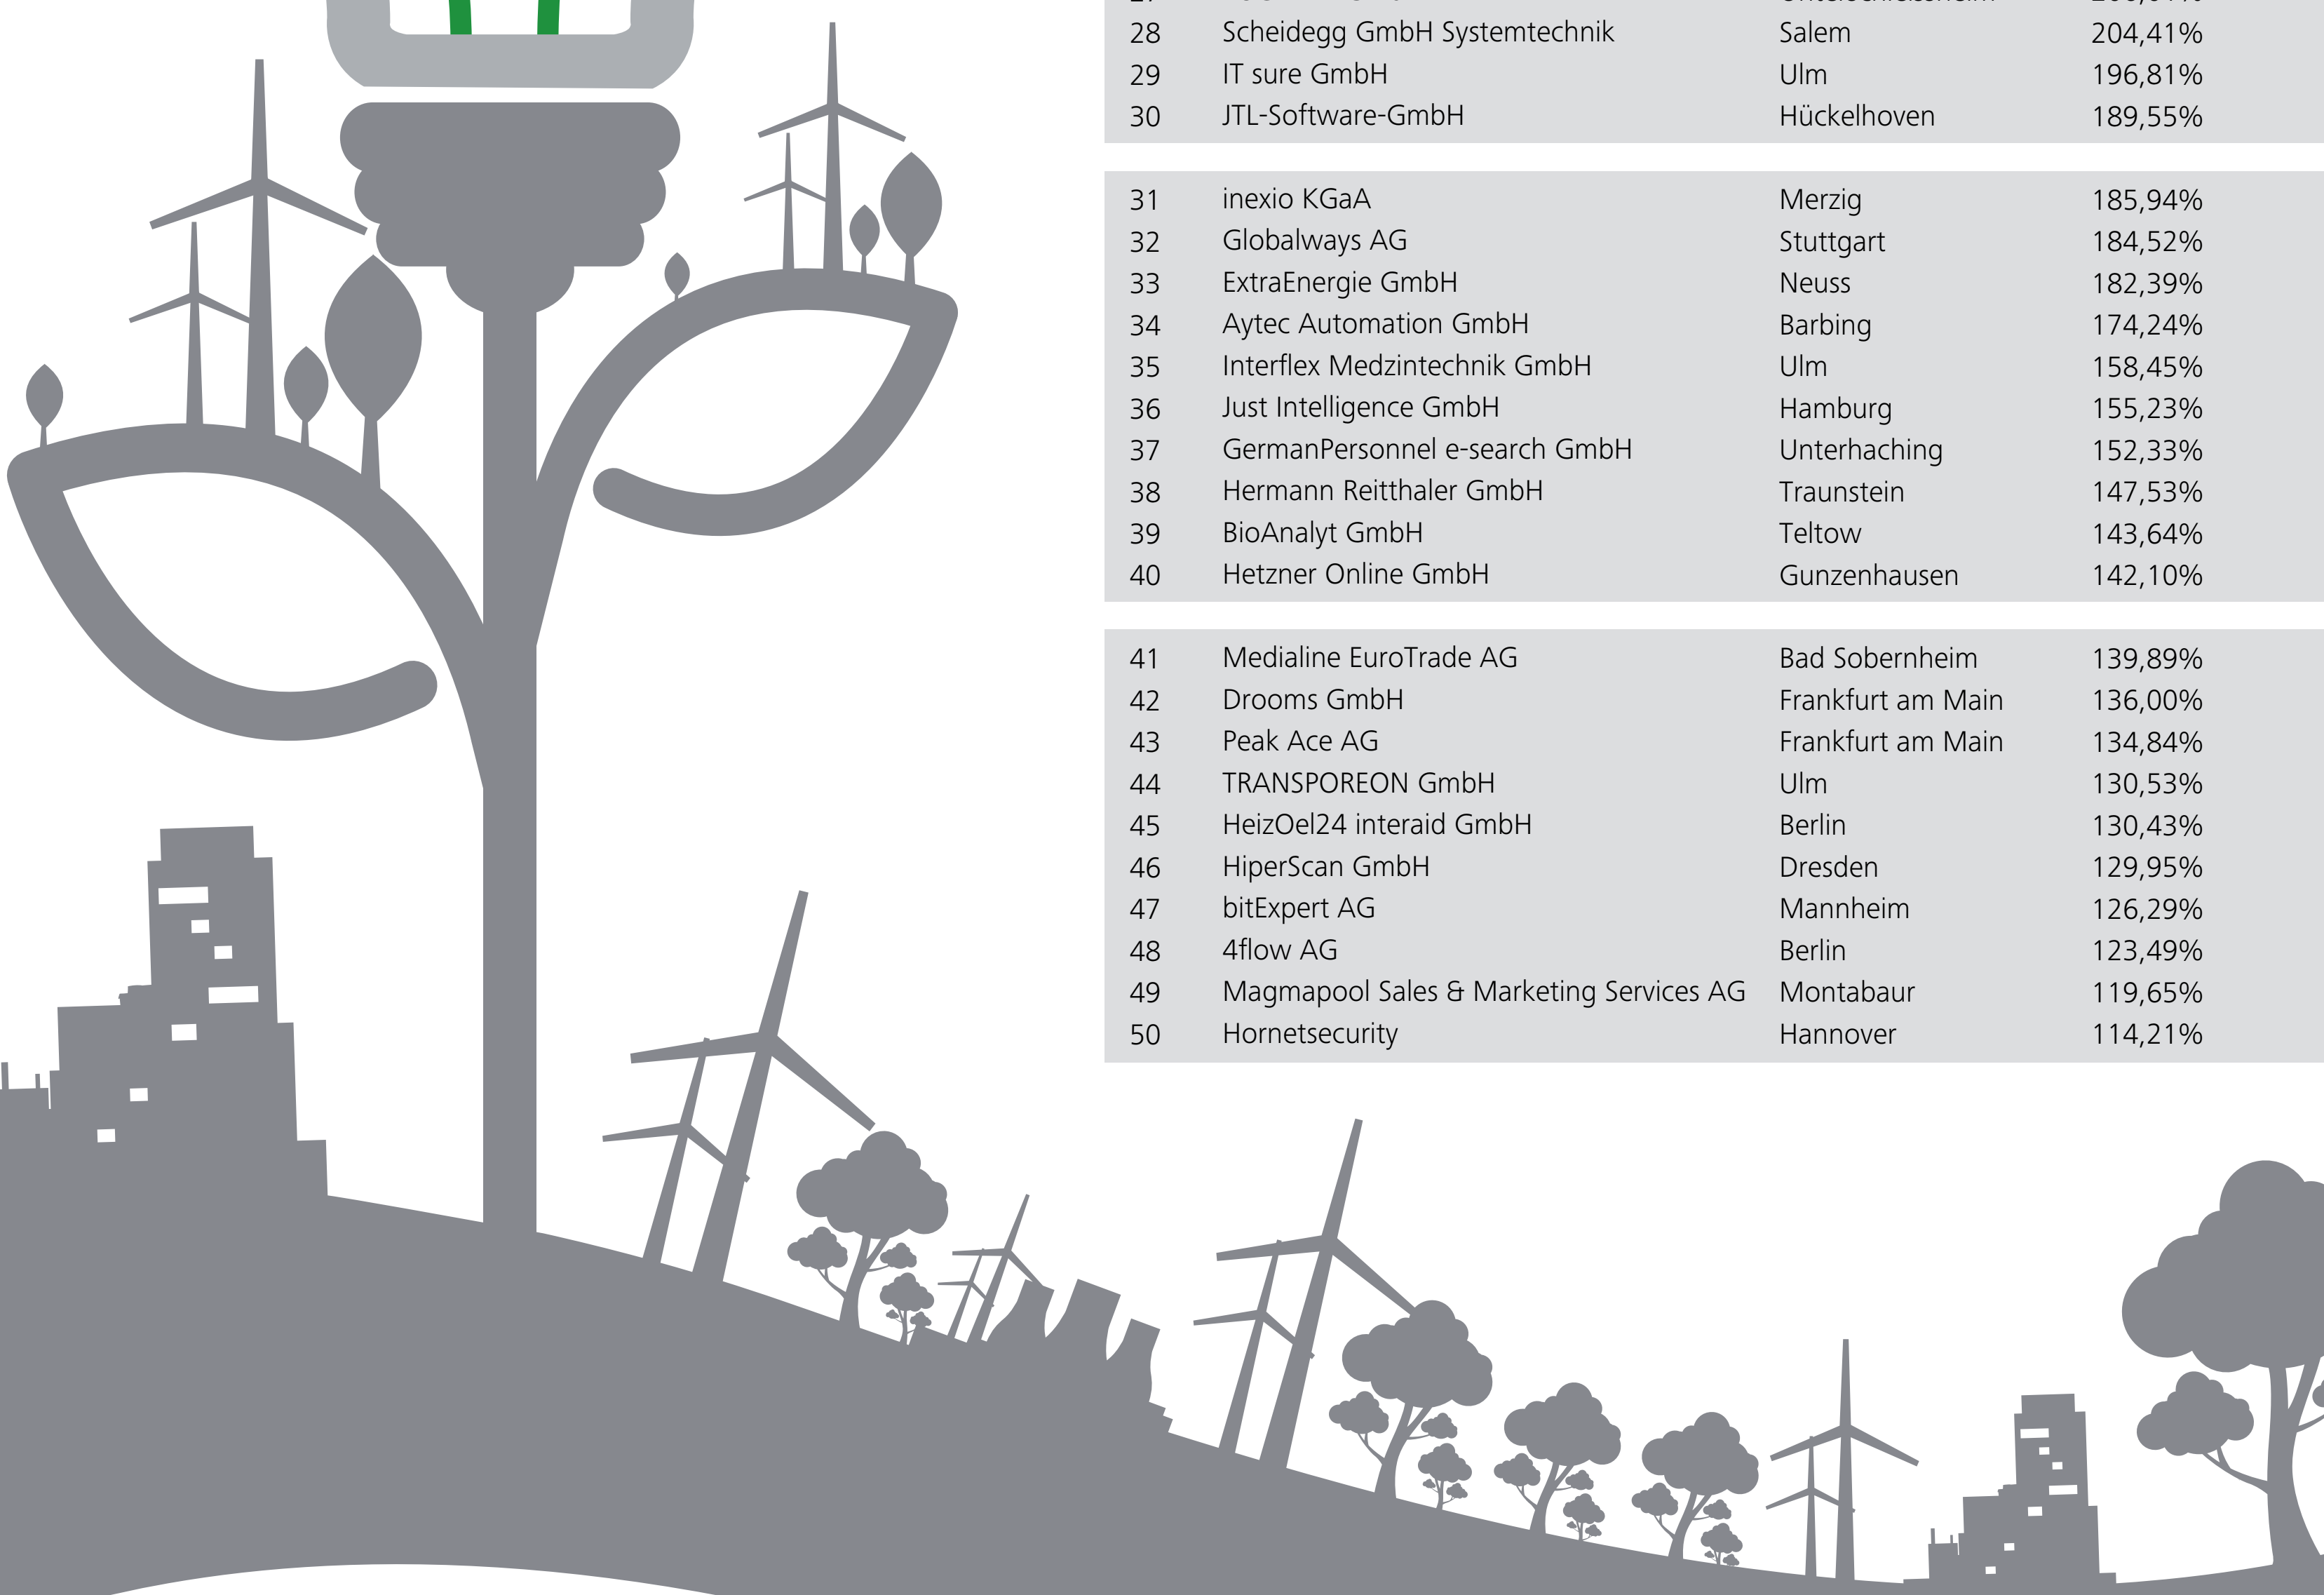 28 Scheidegg GmbH Systemtechnik Salem 204,41%
29 IT sure GmbH Ulm 196,81%
30 JTL-Software-GmbH Hückelhoven 189,55%
31 inexio KGaA Merzig 185,94%
32 Globalways AG Stuttgart 184,52%
33 ExtraEnergie GmbH Neuss 182,39%
34 Aytec Automation GmbH Barbing 174,24%
35 Interflex Medzintechnik GmbH Ulm 158,45%
36 Just Intelligence GmbH Hamburg 155,23%
37 GermanPersonnel e-search GmbH Unterhaching 152,33%
38 Hermann Reitthaler GmbH Traunstein 147,53%
39 BioAnalyt GmbH Teltow 143,64%
40 Hetzner Online GmbH Gunzenhausen 142,10%
41 Medialine EuroTrade AG Bad Sobernheim 139,89%
42 Drooms GmbH Frankfurt am Main 136,00%
43 Peak Ace AG Frankfurt am Main 134,84%
44 TRANSPOREON GmbH Ulm 130,53%
45 HeizOel24 interaid GmbH Berlin 130,43%
46 HiperScan GmbH Dresden 129,95%
47 bitExpert AG Mannheim 126,29%
48 4flow AG Berlin 123,49%
49 Magmapool Sales & Marketing Services AG Montabaur 119,65%
50 Hornetsecurity Hannover 114,21%